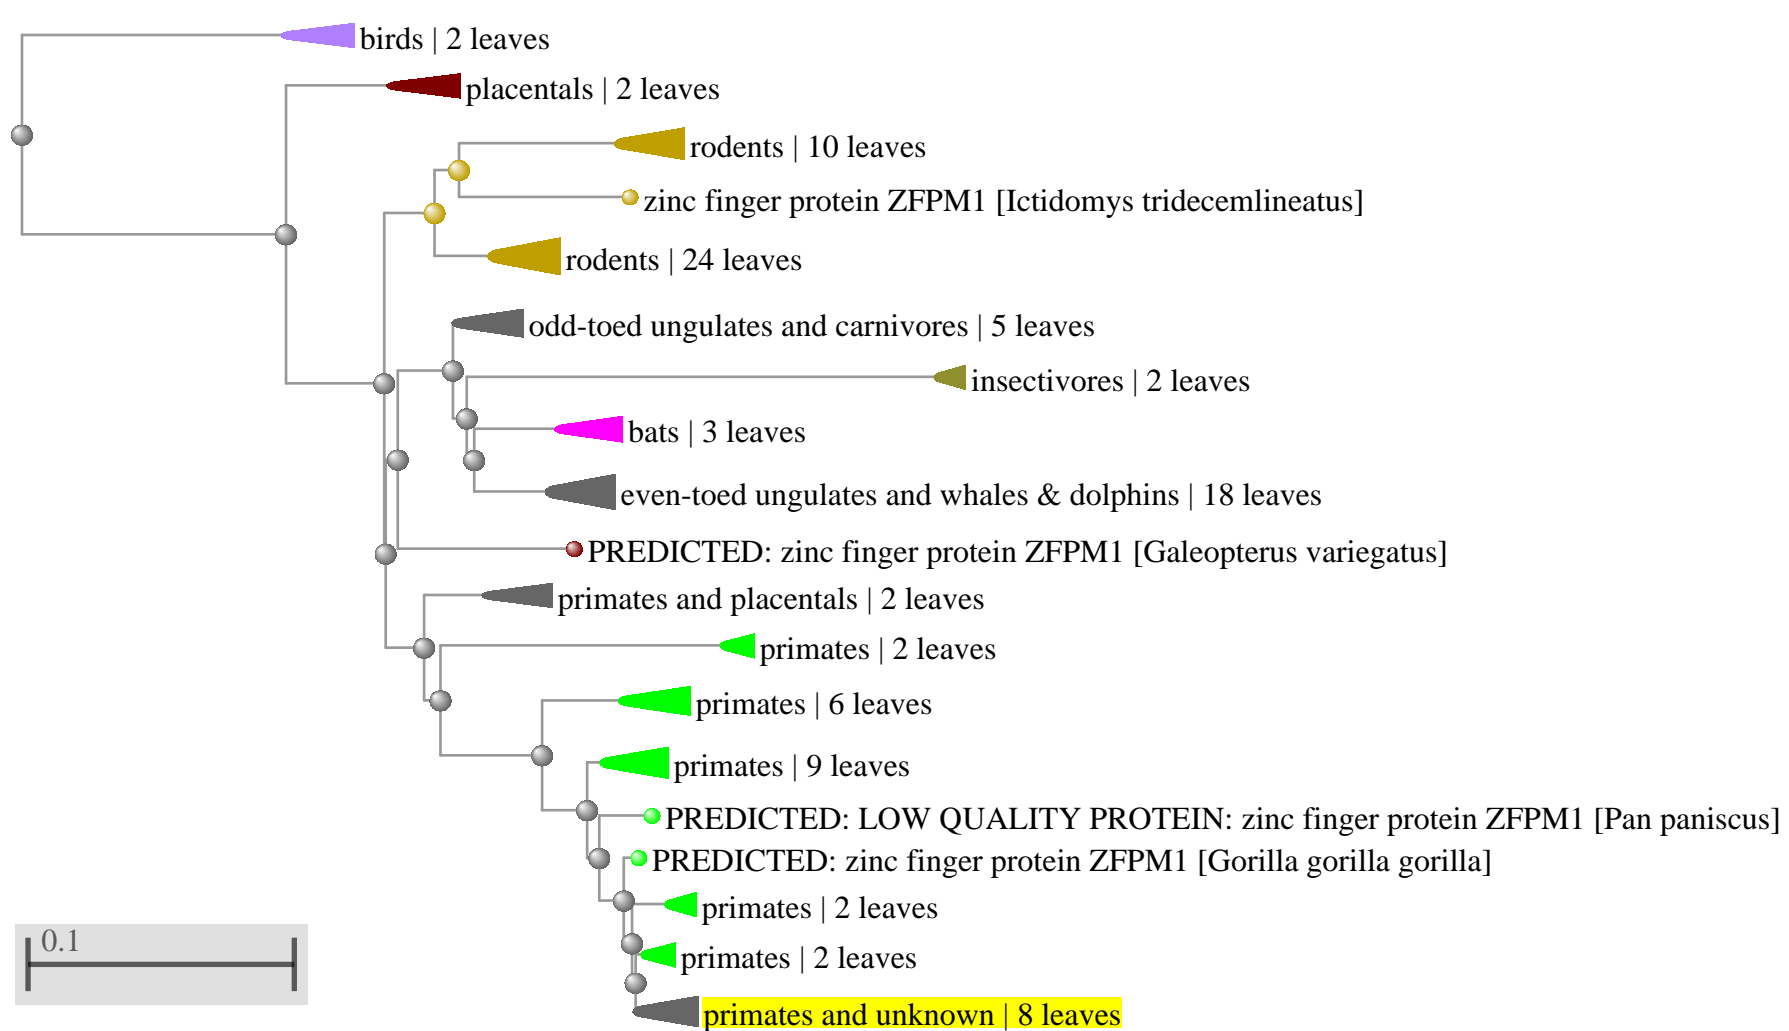 birds | 2 leaves
placentals | 2 leaves
rodents | 10 leaves
zinc finger protein ZFPM1 [Ictidomys tridecemlineatus]
rodents | 24 leaves
odd-toed ungulates and carnivores | 5 leaves
insectivores | 2 leaves
bats | 3 leaves
even-toed ungulates and whales & dolphins | 18 leaves
PREDICTED: zinc finger protein ZFPM1 [Galeopterus variegatus]
primates and placentals | 2 leaves
primates | 2 leaves
primates | 6 leaves
primates | 9 leaves
PREDICTED: LOW QUALITY PROTEIN: zinc finger protein ZFPM1 [Pan paniscus]
PREDICTED: zinc finger protein ZFPM1 [Gorilla gorilla gorilla]
primates | 2 leaves
0.1
primates | 2 leaves
primates and unknown | 8 leaves